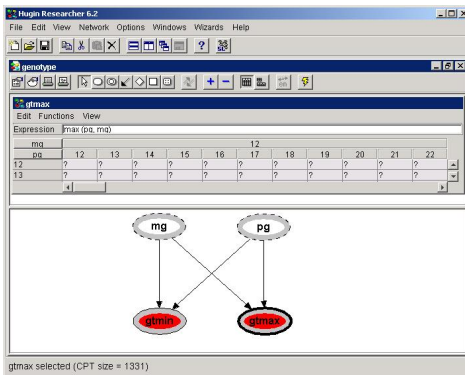 Hugin Researcher 6.2
File Edit View Network Options Windows Wizards Help
genotype
gtmax
Edit Functions View
Expression max (pg, mg)
mg 12
pg 12 13 14 15 16 17 18 19 20 21 22
12 ? ? ? ? ? ? ? ? ? ? ?
13 ? ? ? ? ? ? ? ? ? ? ?
mg pg
gtmin gtmax
gtmax selected (CPT size = 1331)